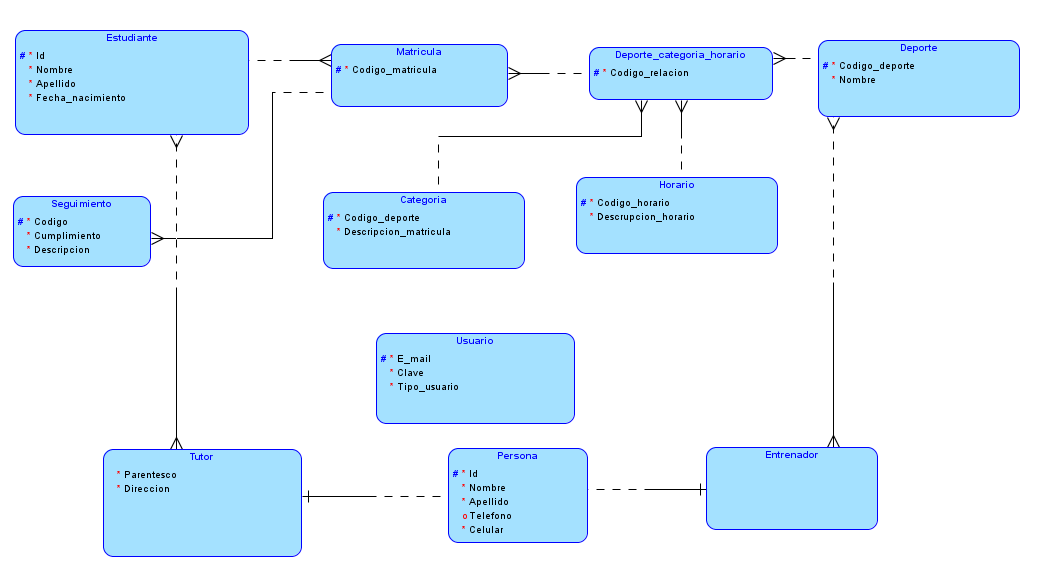 Estudiante
# * Id
* Nombre
* Apellido
* Fecha_nacimiento
Matricula
# * Codigo_matricula
Deporte_categoria_horario
# * Codigo_relacion
Deporte
# * Codigo_deporte
* Nombre
Seguimiento
# * Codigo
* Cumplimiento
* Descripcion
Categoria
# * Codigo_deporte
* Descripcion_matricula
Horario
# * Codigo_horario
* Descrupcion_horario
Usuario
# * E_mail
* Clave
* Tipo_usuario
Tutor
* Parentesco
* Direccion
Persona
# * Id
* Nombre
* Apellido
o Telefono
* Celular
Entrenador